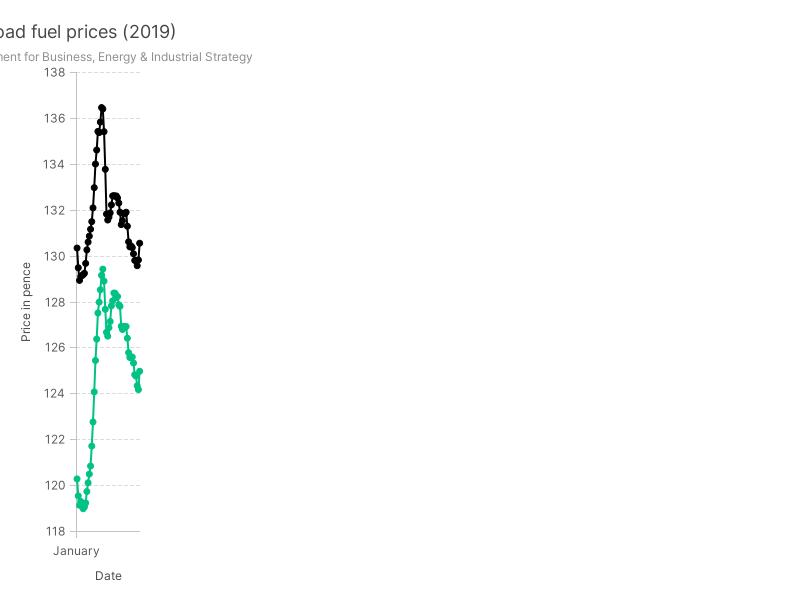 oad fuel prices (2019)
ment for Business, Energy & Industrial Strategy
138
136
134
132
130
128
126
124
122
120
118
Price in pence
January
Date